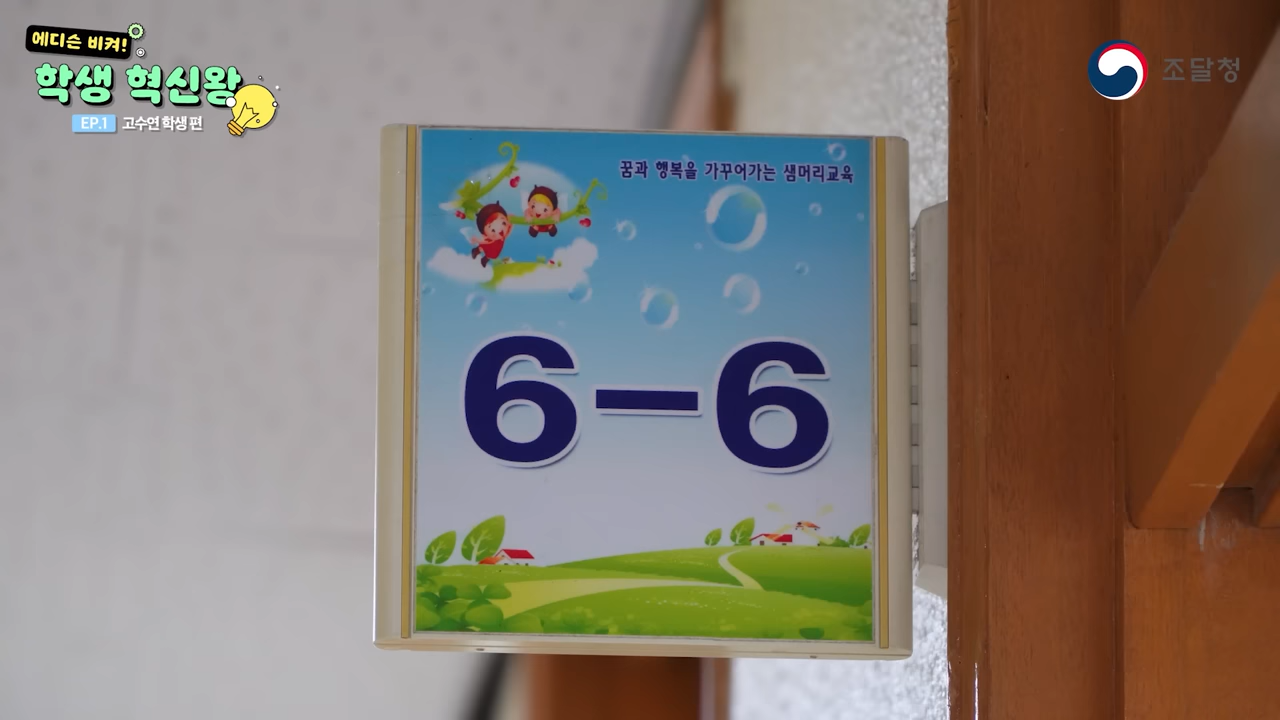 에디슨 비켜!
학생 혁신왕
EP.1 고수연 학생 편
조달청
꿈과 행복을 가꾸어가는 샘머리교육
6-6